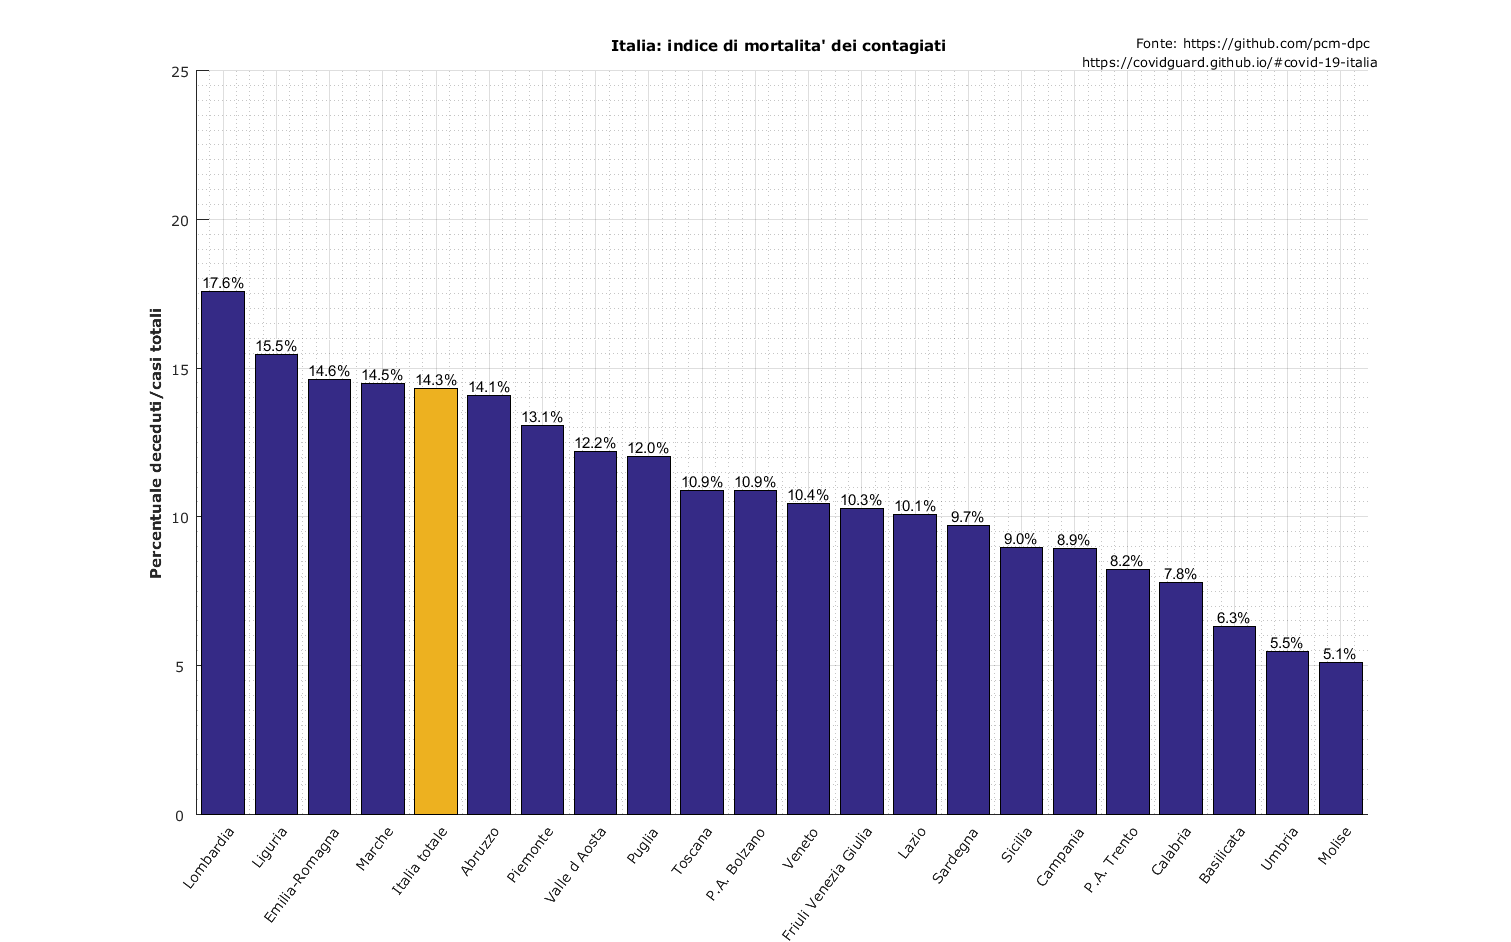 Italia: indice di mortalita' dei contagiati
Fonte: https://github.com/pcm-dpc
https://covidguard.github.io/#covid-19-italia
Percentuale deceduti/casi totali
25
20
15
10
5
0
17.6%
15.5%
14.6%
14.5%
14.3%
14.1%
13.1%
12.2%
12.0%
10.9%
10.9%
10.4%
10.3%
10.1%
9.7%
9.0%
8.9%
8.2%
7.8%
6.3%
5.5%
5.1%
Lombardia
Liguria
Emilia-Romagna
Marche
Italia totale
Abruzzo
Piemonte
Valle d Aosta
Puglia
Toscana
P.A. Bolzano
Veneto
Friuli Venezia Giulia
Lazio
Sardegna
Sicilia
Campania
P.A. Trento
Calabria
Basilicata
Umbria
Molise